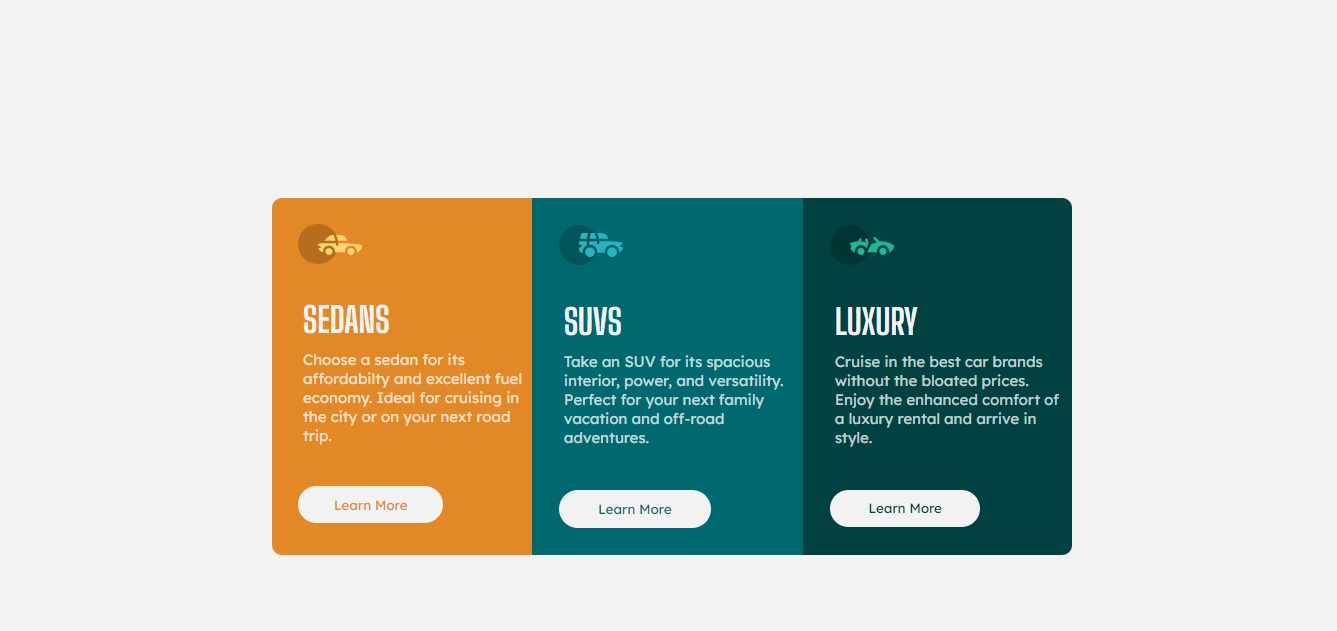 SEDANS
Choose a sedan for its
affordabilty and excellent fuel
economy. Ideal for cruising in
the city or on your next road
trip.
Learn More
SUVS
Take an SUV for its spacious
interior, power, and versatility.
Perfect for your next family
vacation and off-road
adventures.
Learn More
LUXURY
Cruise in the best car brands
without the bloated prices.
Enjoy the enhanced comfort of
a luxury rental and arrive in
style.
Learn More